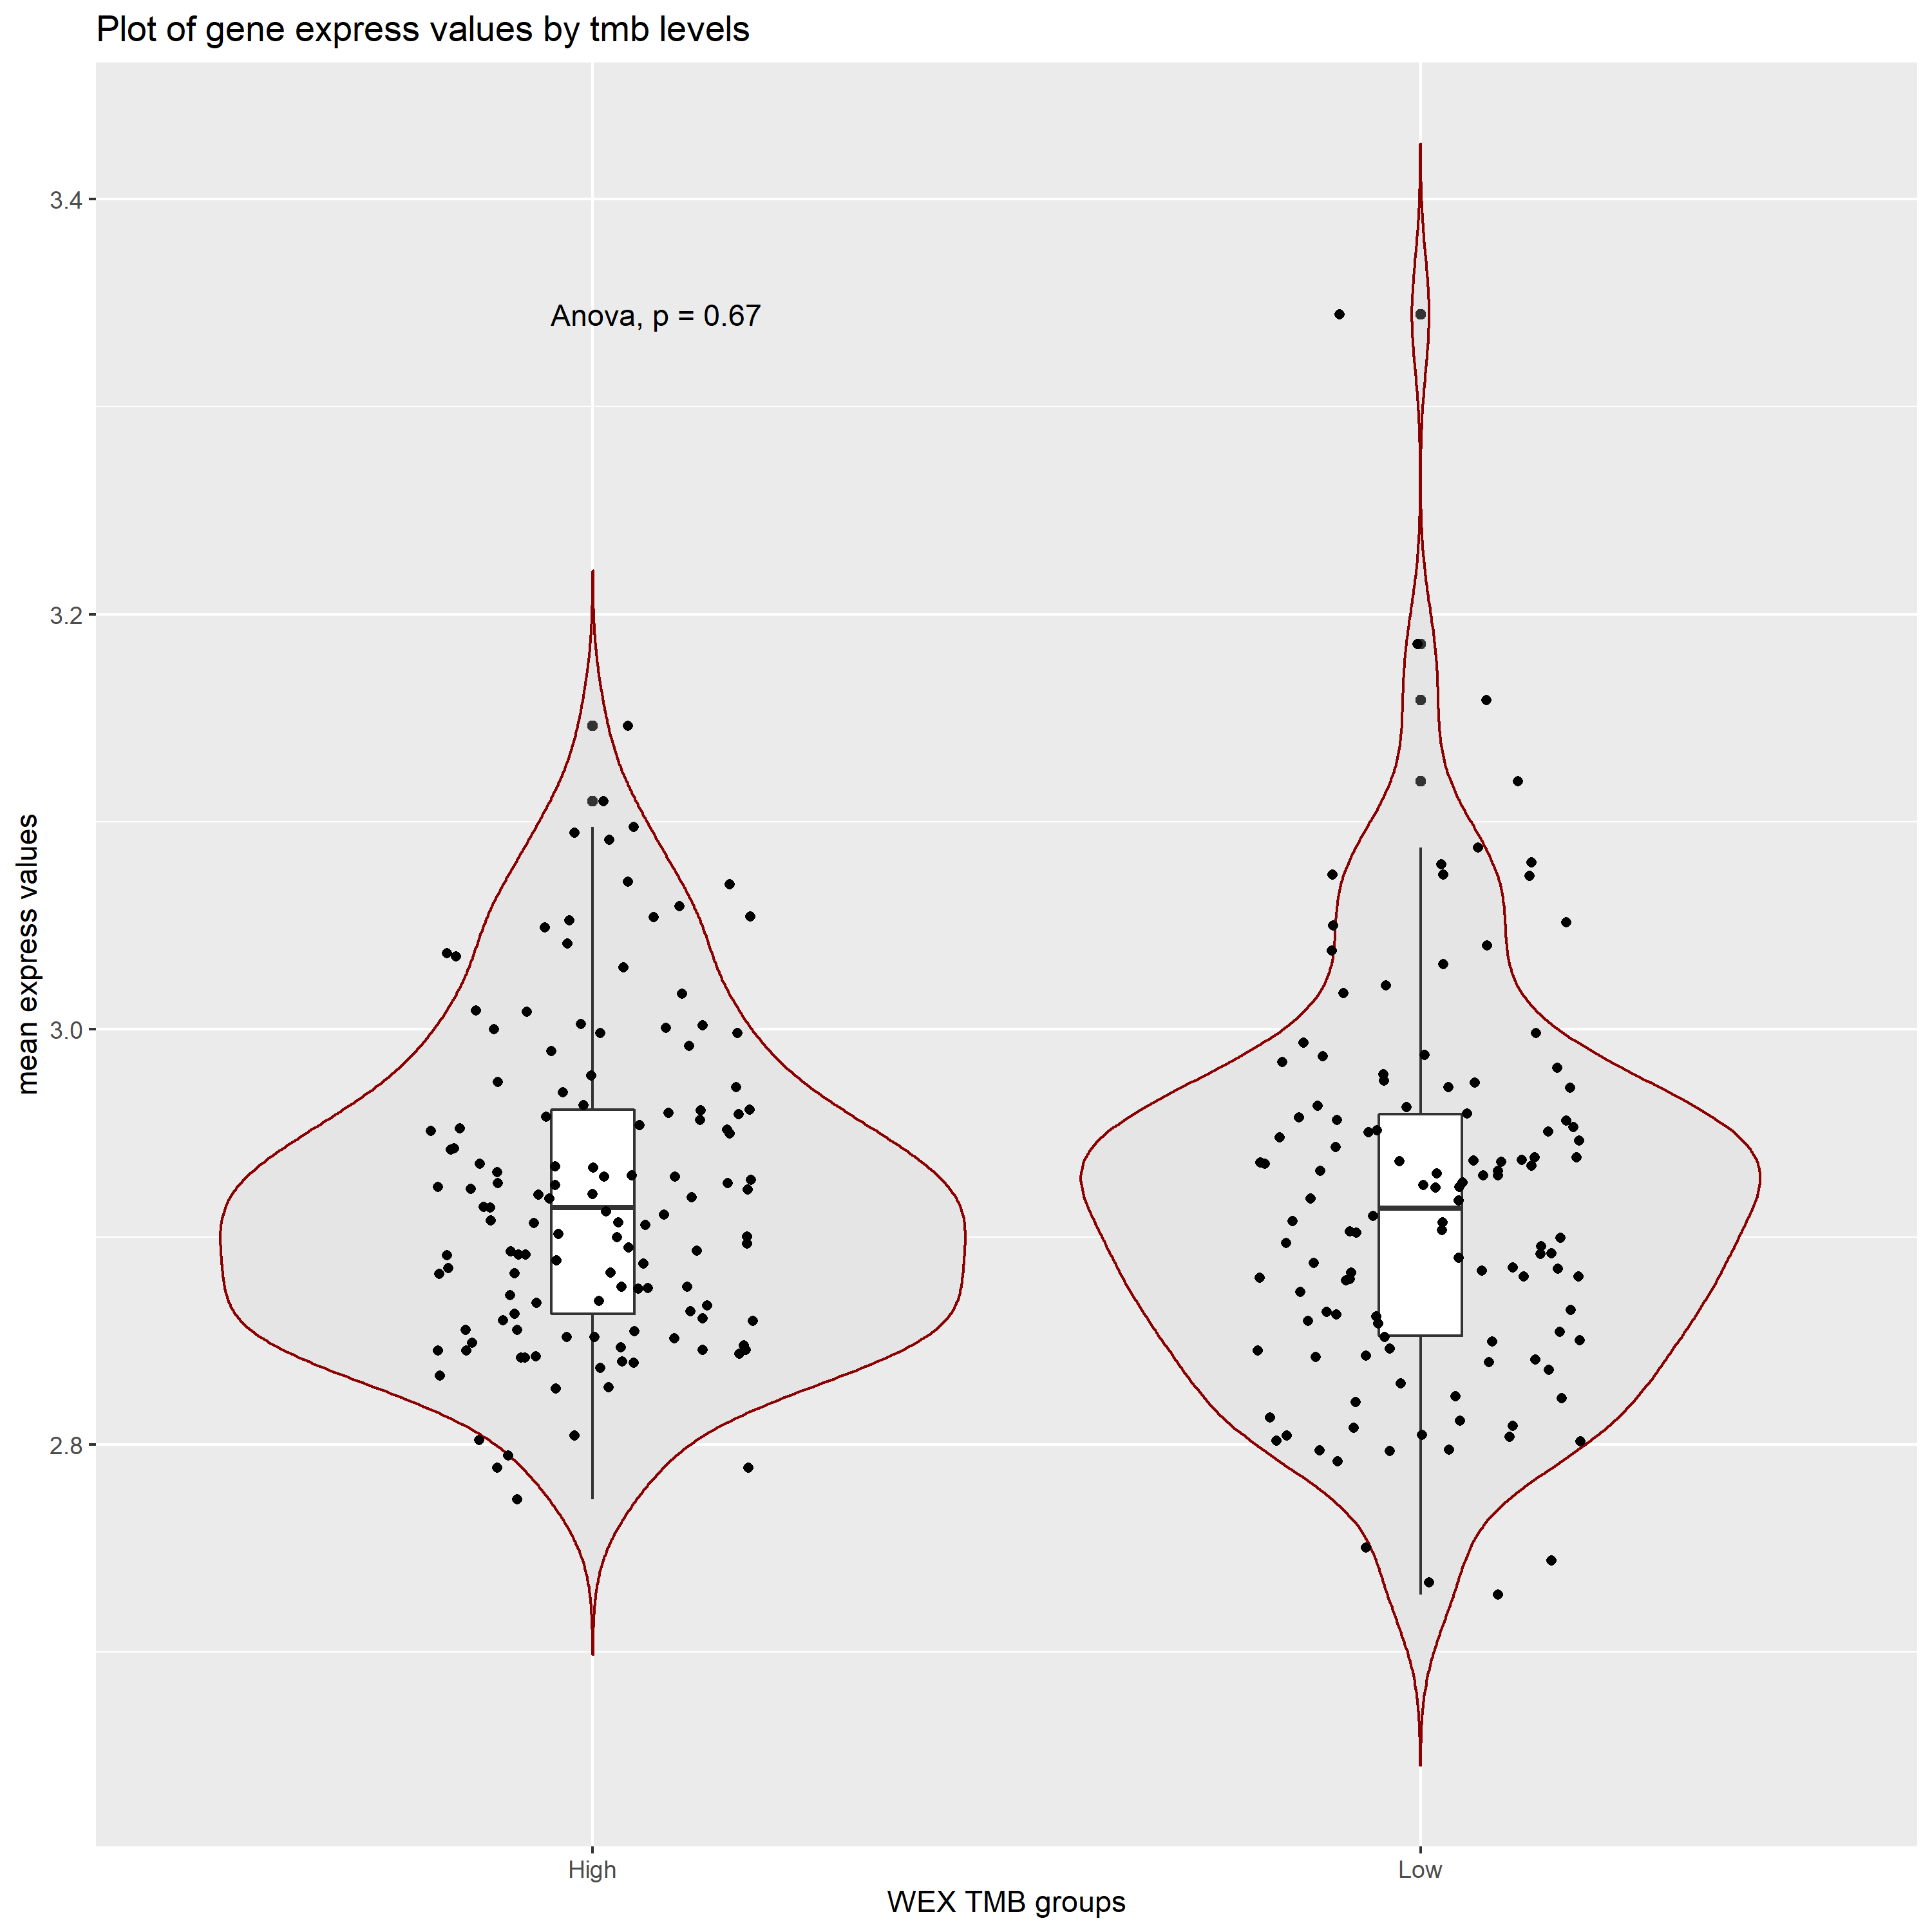 Plot of gene express values by tmb levels
3.4
Anova, p = 0.67
3.2
mean express values
3.0
2.8
High
Low
WEX TMB groups